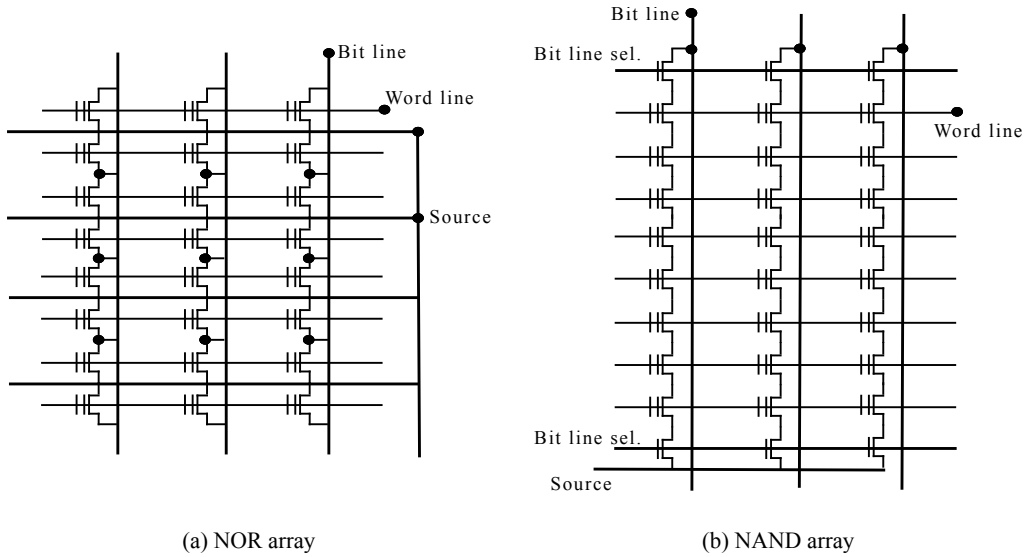 Bit line
Word line
Source
(a) NOR array
Bit line
Bit line sel.
Word line
Bit line sel.
Source
(b) NAND array